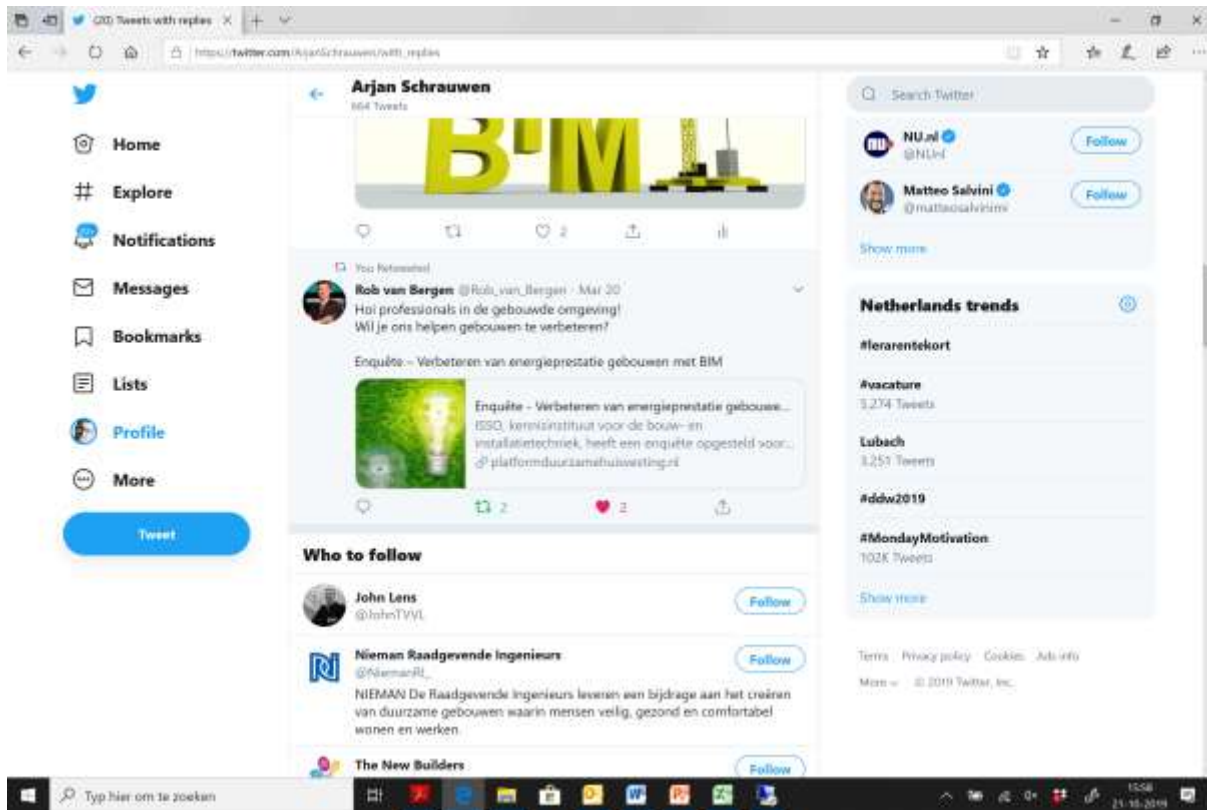 (20) Tweets with replies
https://twitter.com/ArjanSchrauwen/with_replies
Home
Explore
Notifications
Messages
Bookmarks
Lists
Profile
More
Tweet
Arjan Schrauwen
664 Tweets
BIM
2
You Retweeted
Rob van Bergen @Rob_van_Bergen · Mar 20
Hoi professionals in de gebouwde omgeving!
Wil je ons helpen gebouwen te verbeteren?
Enquête – Verbeteren van energieprestatie gebouwen met BIM
Enquête - Verbeteren van energieprestatie gebouwe...
ISSO, kennisinstituut voor de bouw- en
installatietechniek, heeft een enquête opgesteld voor...
platformduurzamehuisvesting.nl
2
2
Who to follow
John Lens
@JohnTVVL
Follow
Nieman Raadgevende Ingenieurs
@NiemanRI_
Follow
NIEMAN De Raadgevende Ingenieurs leveren een bijdrage aan het creëren
van duurzame gebouwen waarin mensen veilig, gezond en comfortabel
wonen en werken.
The New Builders
Follow
Search Twitter
NU.nl
@NUnl
Follow
Matteo Salvini
@matteosalvinimi
Follow
Show more
Netherlands trends
#lerarentekort
#vacature
5.274 Tweets
Lubach
3.251 Tweets
#ddw2019
#MondayMotivation
102K Tweets
Show more
Terms Privacy policy Cookies Ads info
More © 2019 Twitter, Inc.
Typ hier om te zoeken
15:58
21-10-2019